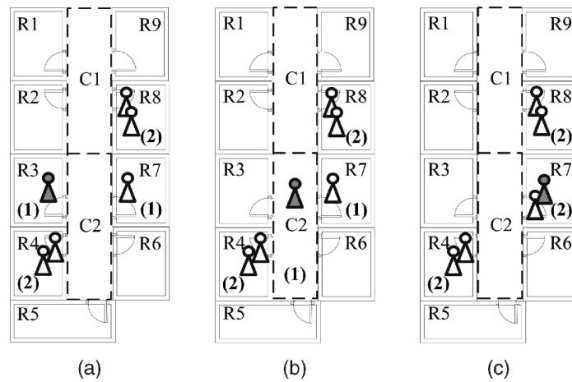 R1 R9
C1
R2 R8
(2)
R3 R7
(1) (1)
C2
R4 R6
(2)
R5
(a)
R1 R9
C1
R2 R8
(2)
R3 R7
(1)
C2
R4 R6
(2) (1)
R5
(b)
R1 R9
C1
R2 R8
(2)
R3 R7
(2)
C2
R4 R6
(2)
R5
(c)